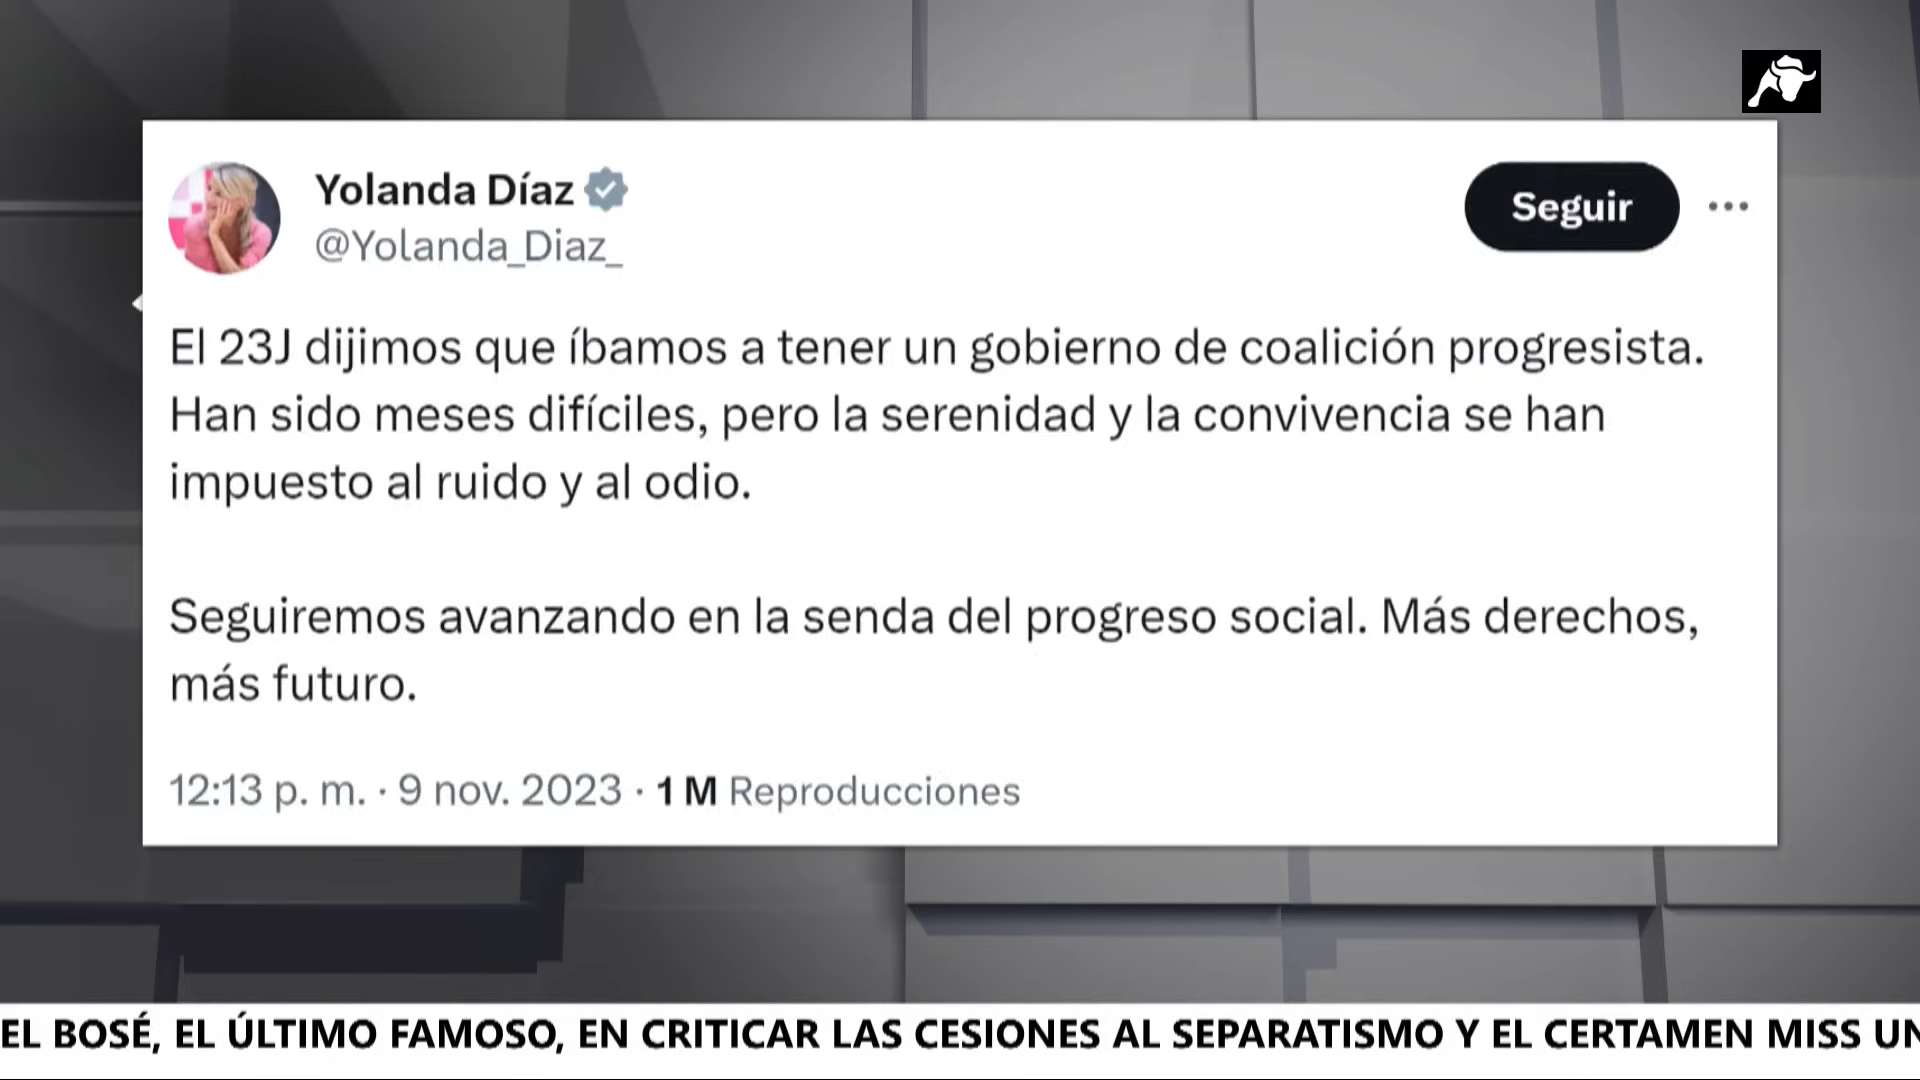 Yolanda Díaz
@Yolanda_Diaz_
Seguir
El 23J dijimos que íbamos a tener un gobierno de coalición progresista.
Han sido meses difíciles, pero la serenidad y la convivencia se han
impuesto al ruido y al odio.
Seguiremos avanzando en la senda del progreso social. Más derechos,
más futuro.
12:13 p. m. · 9 nov. 2023 · 1 M Reproducciones
EL BOSÉ, EL ÚLTIMO FAMOSO, EN CRITICAR LAS CESIONES AL SEPARATISMO Y EL CERTAMEN MISS UN